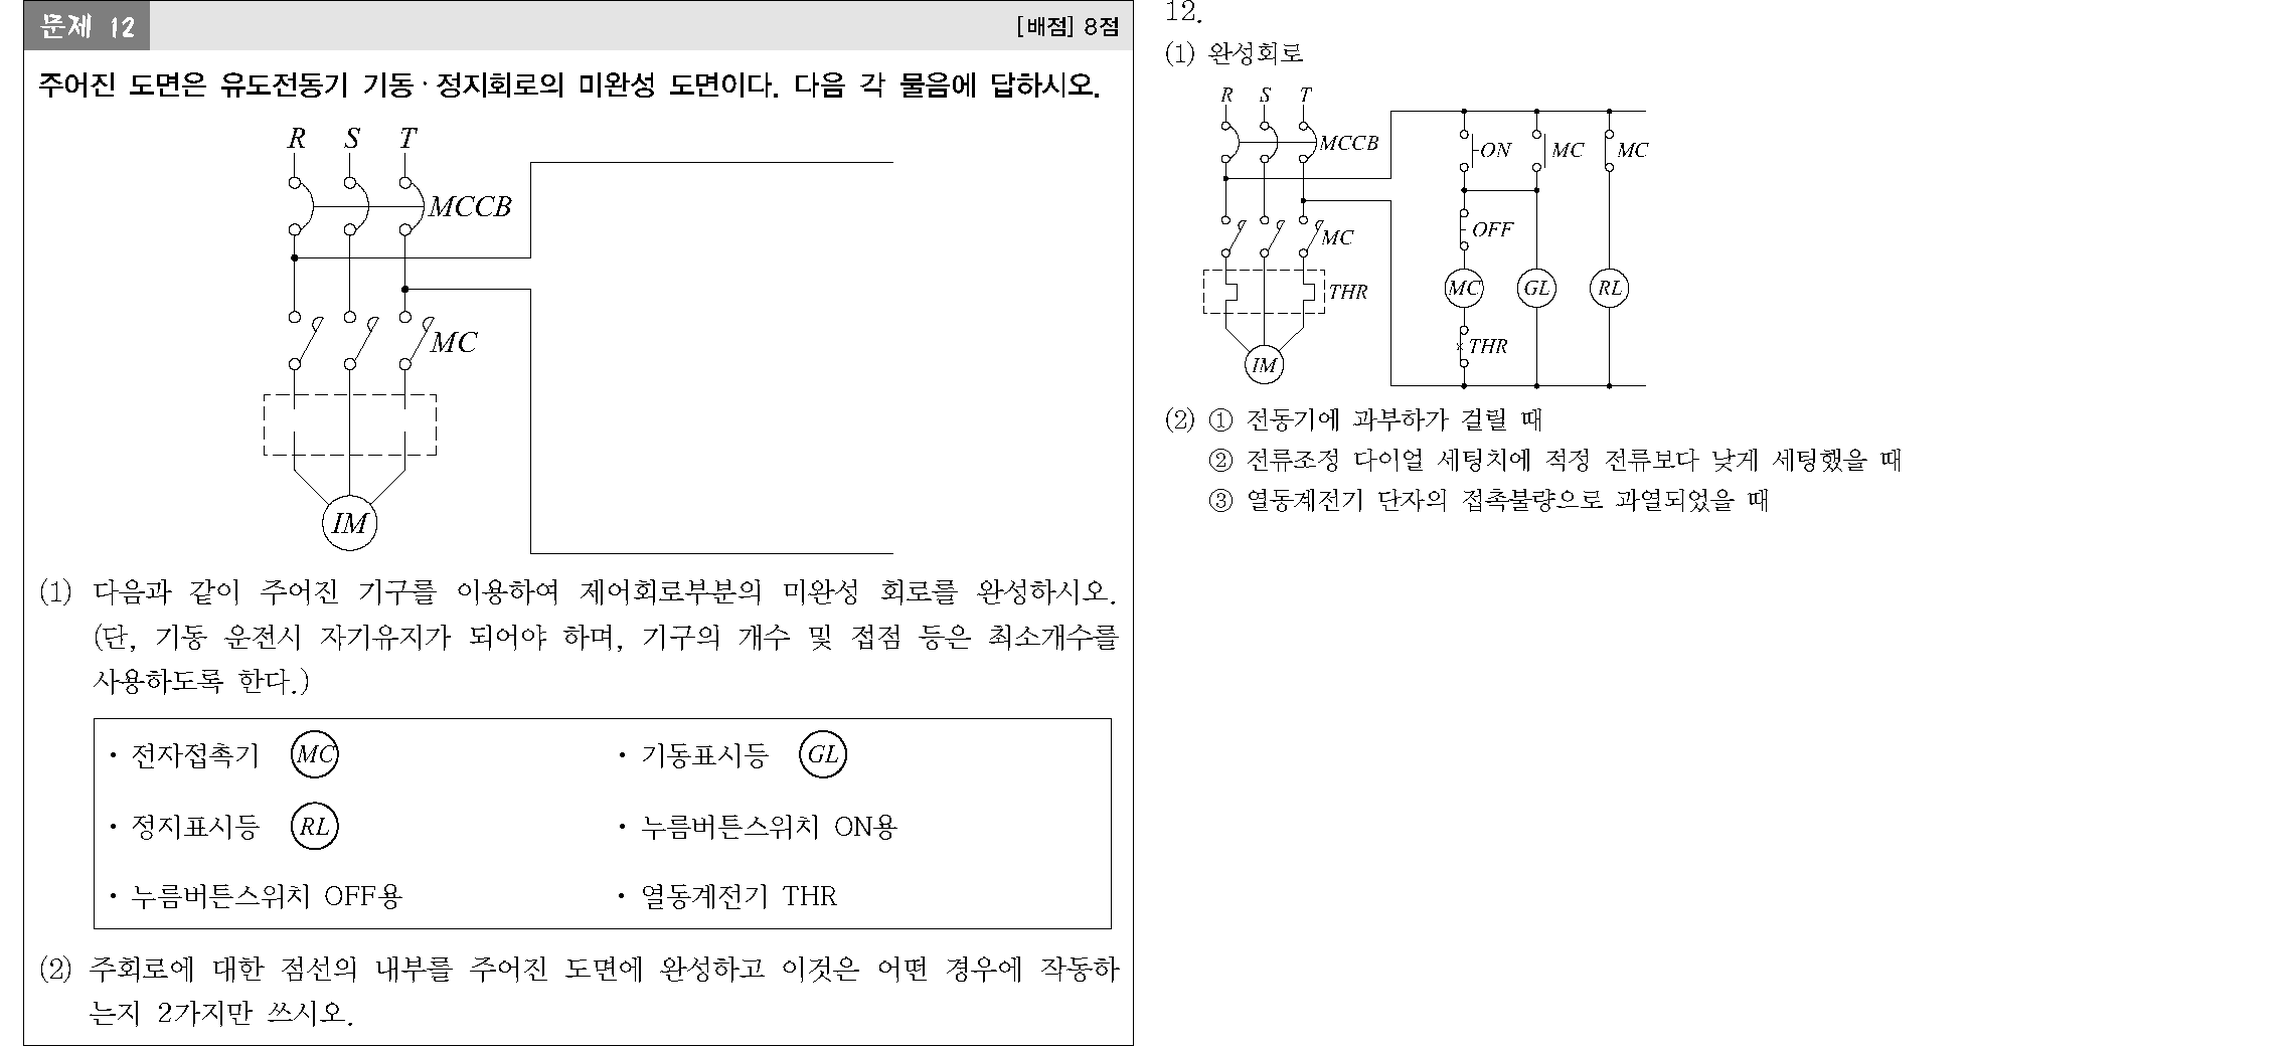 문제 12
[배점] 8점
주어진 도면은 유도전동기 기동·정지회로의 미완성 도면이다. 다음 각 물음에 답하시오.
R S T
MCCB
MC
IM
(1) 다음과 같이 주어진 기구를 이용하여 제어회로부분의 미완성 회로를 완성하시오.
(단, 기동 운전시 자기유지가 되어야 하며, 기구의 개수 및 접점 등은 최소개수를
사용하도록 한다.)
· 전자접촉기 MC
· 기동표시등 GL
· 정지표시등 RL
· 누름버튼스위치 ON용
· 누름버튼스위치 OFF용
· 열동계전기 THR
(2) 주회로에 대한 점선의 내부를 주어진 도면에 완성하고 이것은 어떤 경우에 작동하
는지 2가지만 쓰시오.
12.
(1) 완성회로
R S T
MCCB
ON MC MC
OFF
MC
THR
MC GL RL
THR
IM
(2) ① 전동기에 과부하가 걸릴 때
② 전류조정 다이얼 세팅치에 적정 전류보다 낮게 세팅했을 때
③ 열동계전기 단자의 접촉불량으로 과열되었을 때